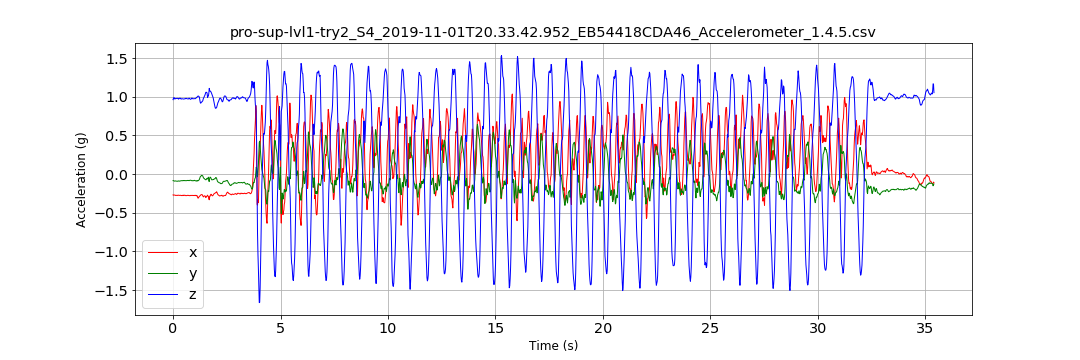 pro-sup-lvl1-try2_S4_2019-11-01T20.33.42.952_EB54418CDA46_Accelerometer_1.4.5.csv
Acceleration (g)
1.5
1.0
0.5
0.0
−0.5
−1.0
−1.5
x
y
z
0 5 10 15 20 25 30 35
Time (s)